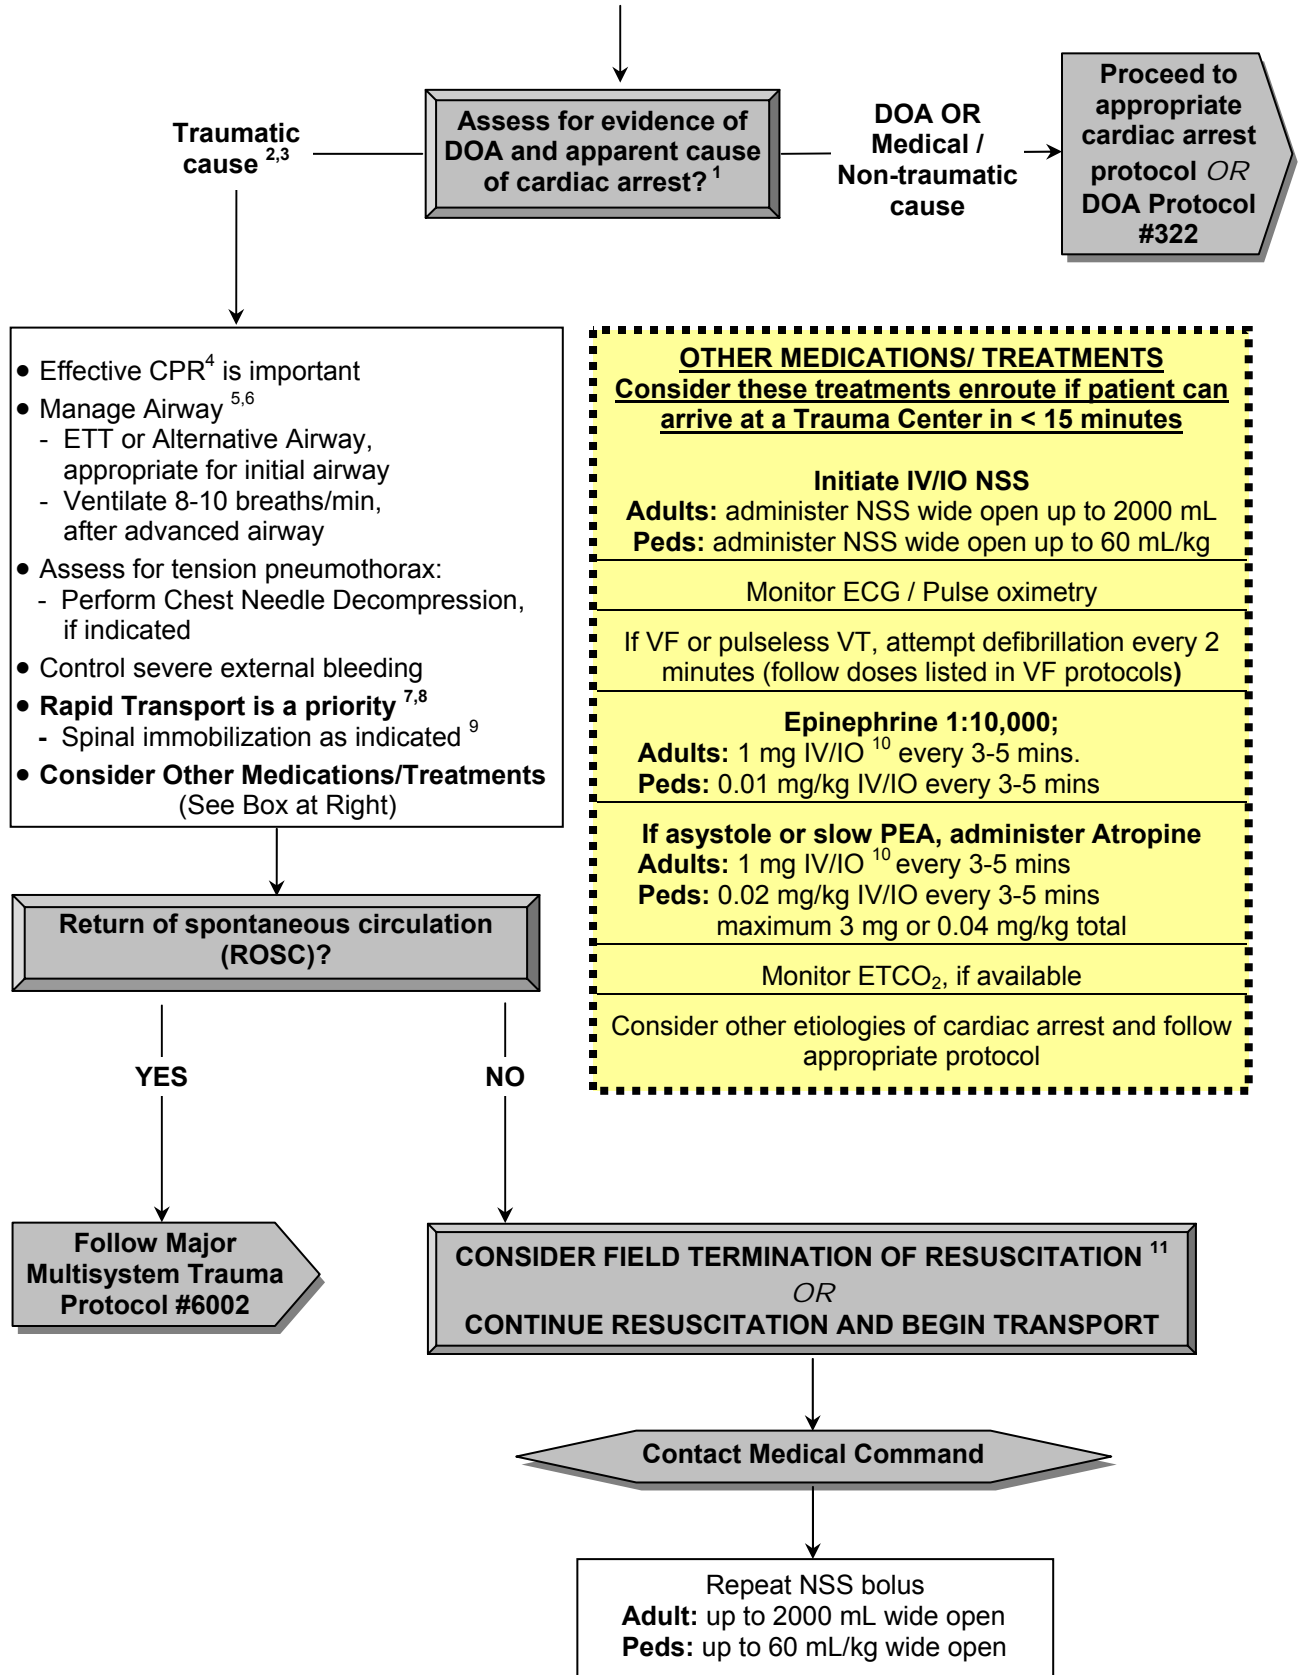 Assess for evidence of
DOA and apparent cause
of cardiac arrest? 1
Traumatic
cause 2,3
DOA OR
Medical /
Non-traumatic
cause
Proceed to
appropriate
cardiac arrest
protocol OR
DOA Protocol
#322
• Effective CPR4 is important
• Manage Airway 5,6
- ETT or Alternative Airway,
appropriate for initial airway
- Ventilate 8-10 breaths/min,
after advanced airway
• Assess for tension pneumothorax:
- Perform Chest Needle Decompression,
if indicated
• Control severe external bleeding
• Rapid Transport is a priority 7,8
- Spinal immobilization as indicated 9
• Consider Other Medications/Treatments
(See Box at Right)
OTHER MEDICATIONS/ TREATMENTS
Consider these treatments enroute if patient can
arrive at a Trauma Center in < 15 minutes
Initiate IV/IO NSS
Adults: administer NSS wide open up to 2000 mL
Peds: administer NSS wide open up to 60 mL/kg
Monitor ECG / Pulse oximetry
If VF or pulseless VT, attempt defibrillation every 2
minutes (follow doses listed in VF protocols)
Epinephrine 1:10,000;
Adults: 1 mg IV/IO 10 every 3-5 mins.
Peds: 0.01 mg/kg IV/IO every 3-5 mins
If asystole or slow PEA, administer Atropine
Adults: 1 mg IV/IO 10 every 3-5 mins
Peds: 0.02 mg/kg IV/IO every 3-5 mins
maximum 3 mg or 0.04 mg/kg total
Monitor ETCO2, if available
Consider other etiologies of cardiac arrest and follow
appropriate protocol
Return of spontaneous circulation
(ROSC)?
YES
NO
Follow Major
Multisystem Trauma
Protocol #6002
CONSIDER FIELD TERMINATION OF RESUSCITATION 11
OR
CONTINUE RESUSCITATION AND BEGIN TRANSPORT
Contact Medical Command
Repeat NSS bolus
Adult: up to 2000 mL wide open
Peds: up to 60 mL/kg wide open